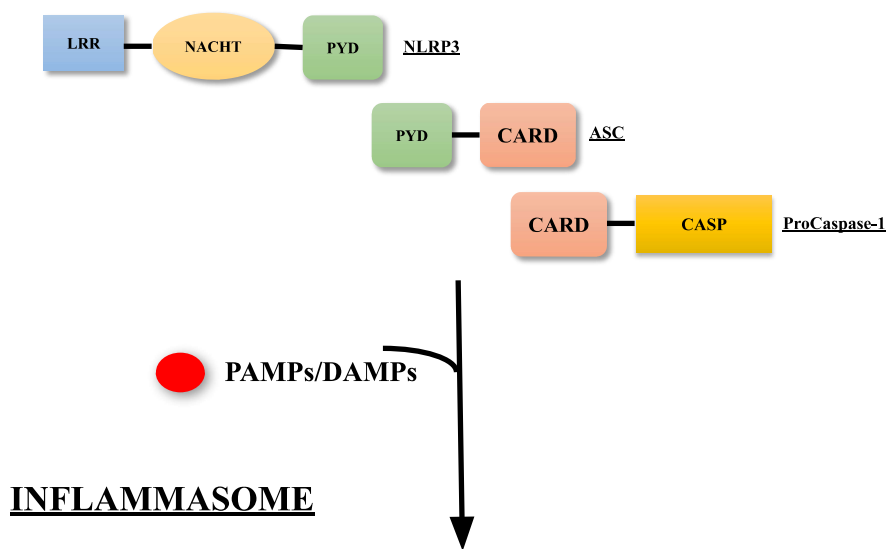 LRR NACHT PYD NLRP3
PYD CARD ASC
CARD CASP ProCaspase-1
PAMPs/DAMPs
INFLAMMASOME